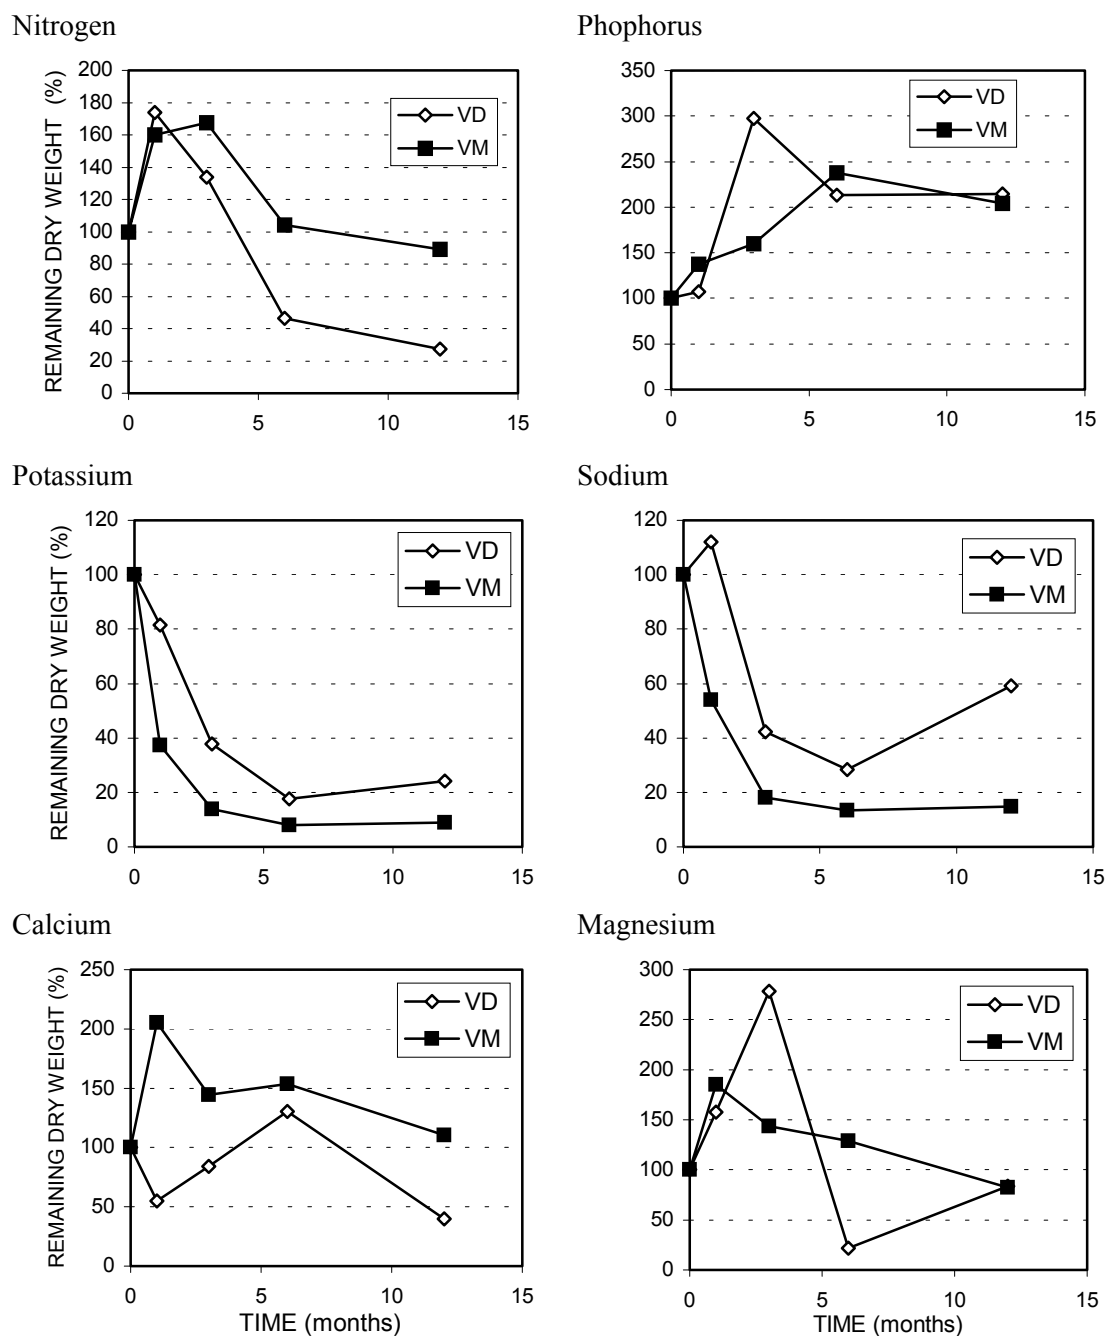 Nitrogen
REMAINING DRY WEIGHT (%)
200
180
160
140
120
100
80
60
40
20
0
0 5 10 15
VD
VM
Phophorus
350
300
250
200
150
100
50
0
0 5 10 15
VD
VM
Potassium
REMAINING DRY WEIGHT (%)
120
100
80
60
40
20
0
0 5 10 15
VD
VM
Sodium
120
100
80
60
40
20
0
0 5 10 15
VD
VM
Calcium
REMAINING DRY WEIGHT (%)
250
200
150
100
50
0
0 5 10 15
TIME (months)
VD
VM
Magnesium
300
250
200
150
100
50
0
0 5 10 15
TIME (months)
VD
VM